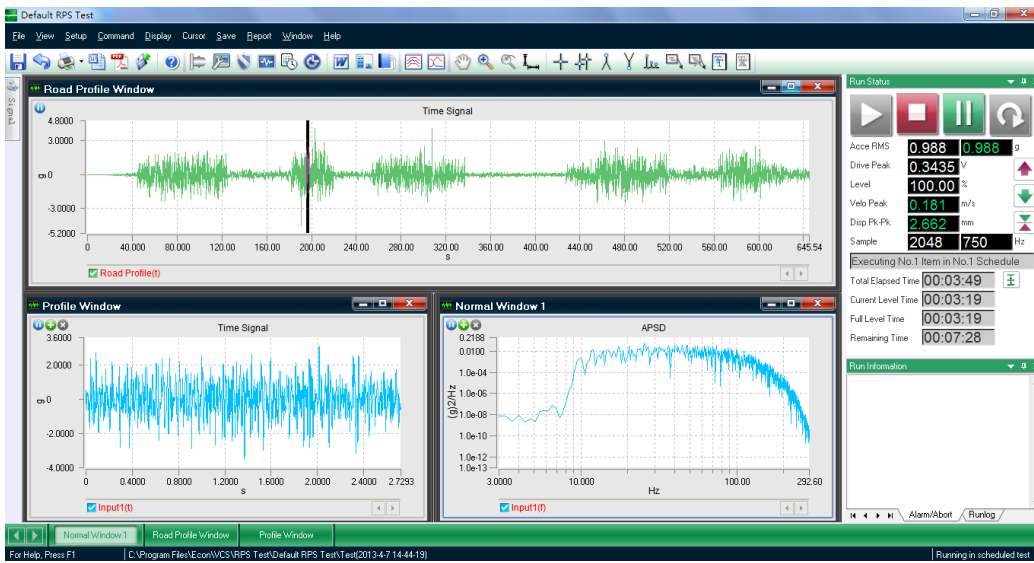 Default RPS Test
File View Setup Command Display Cursor Save Report Window Help
Signal
Road Profile Window
Time Signal
4.8000
3.0000
g 0
-3.0000
-5.2000
0 40.000 80.000 120.00 160.00 200.00 240.00 280.00 320.00 360.00 400.00 440.00 480.00 520.00 560.00 600.00 645.54
s
Road Profile(t)
Profile Window
Time Signal
3.6000
2.0000
g 0
-2.0000
-4.0000
0 0.4000 0.8000 1.2000 1.6000 2.0000 2.4000 2.7293
s
Input1(t)
Normal Window 1
APSD
0.2188
0.0100
1.0e-04
1.0e-06
(g)2/Hz
1.0e-08
1.0e-10
1.0e-12
1.0e-13
3.0000 10.000 100.00 292.60
Hz
Input1(f)
Run Status
Acce RMS 0.988 0.988 g
Drive Peak 0.3435 V
Level 100.00 %
Velo Peak 0.181 m/s
Disp Pk-Pk 2.662 mm
Sample 2048 750 Hz
Executing No.1 Item in No.1 Schedule
Total Elapsed Time 00:03:49
Current Level Time 00:03:19
Full Level Time 00:03:19
Remaining Time 00:07:28
Run Information
Alarm/Abort Runlog
Normal Window 1 Road Profile Window Profile Window
For Help, Press F1 C:\Program Files\Econ\VCS\RPS Test\Default RPS Test\Test(2013-4-7 14-44-19) Running in scheduled test